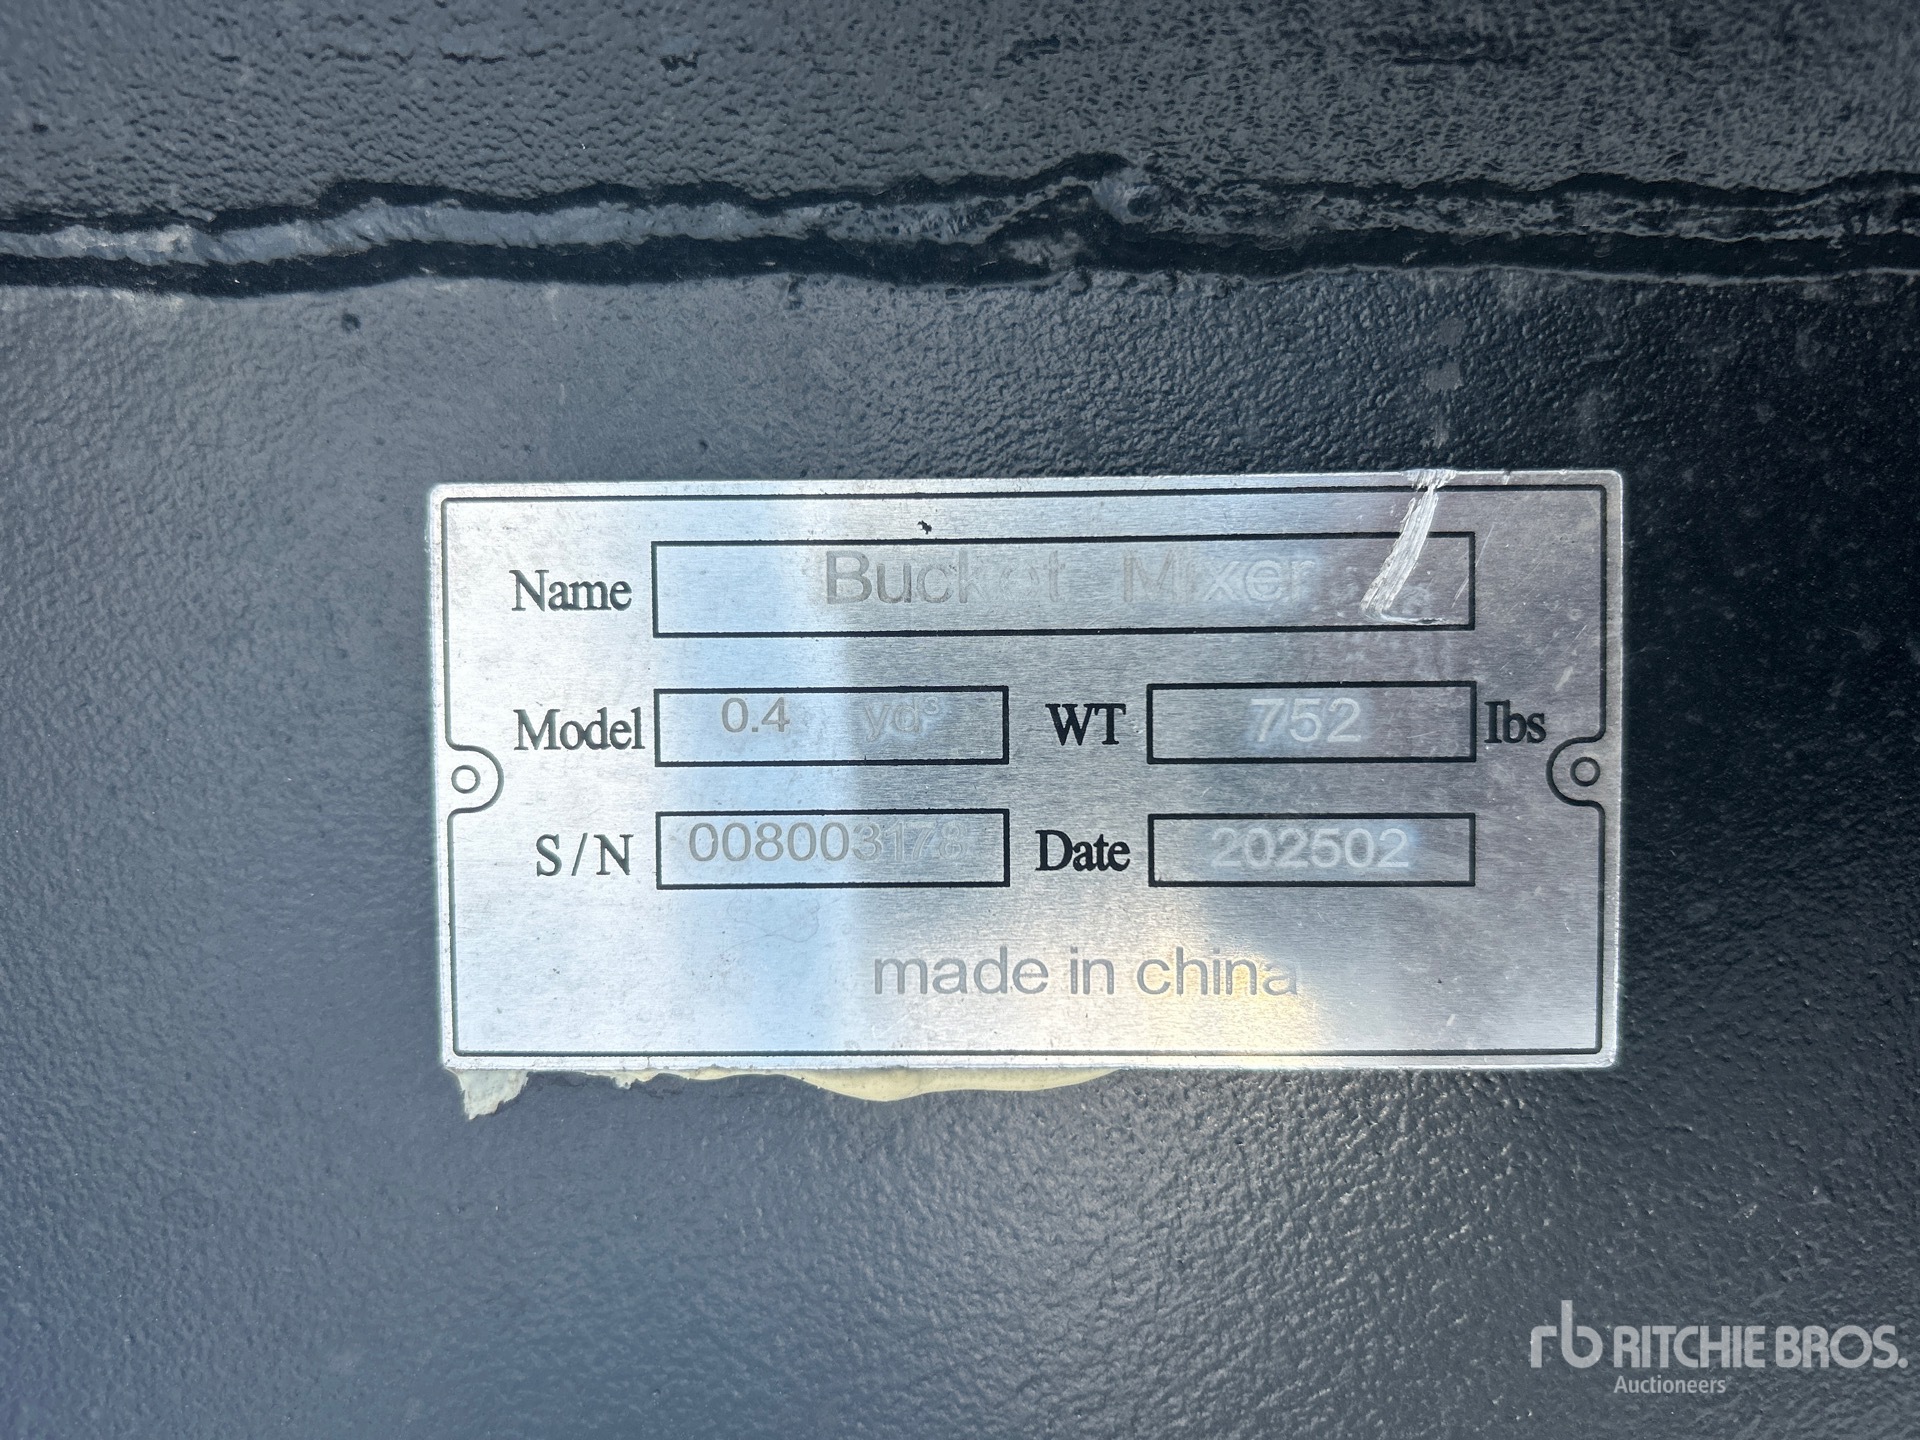 Name Bucket Mixer
Model 0.4 yd³ WT 752 lbs
S/N 008003178 Date 202502
made in china
rb RITCHIE BROS.
Auctioneers